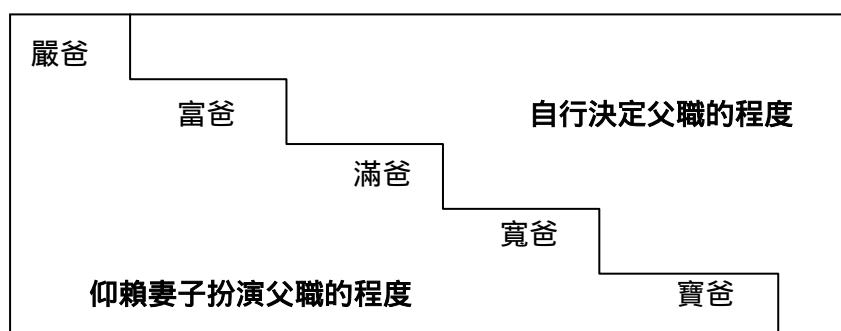 嚴爸
富爸
自行決定父職的程度
滿爸
寬爸
仰賴妻子扮演父職的程度
寶爸